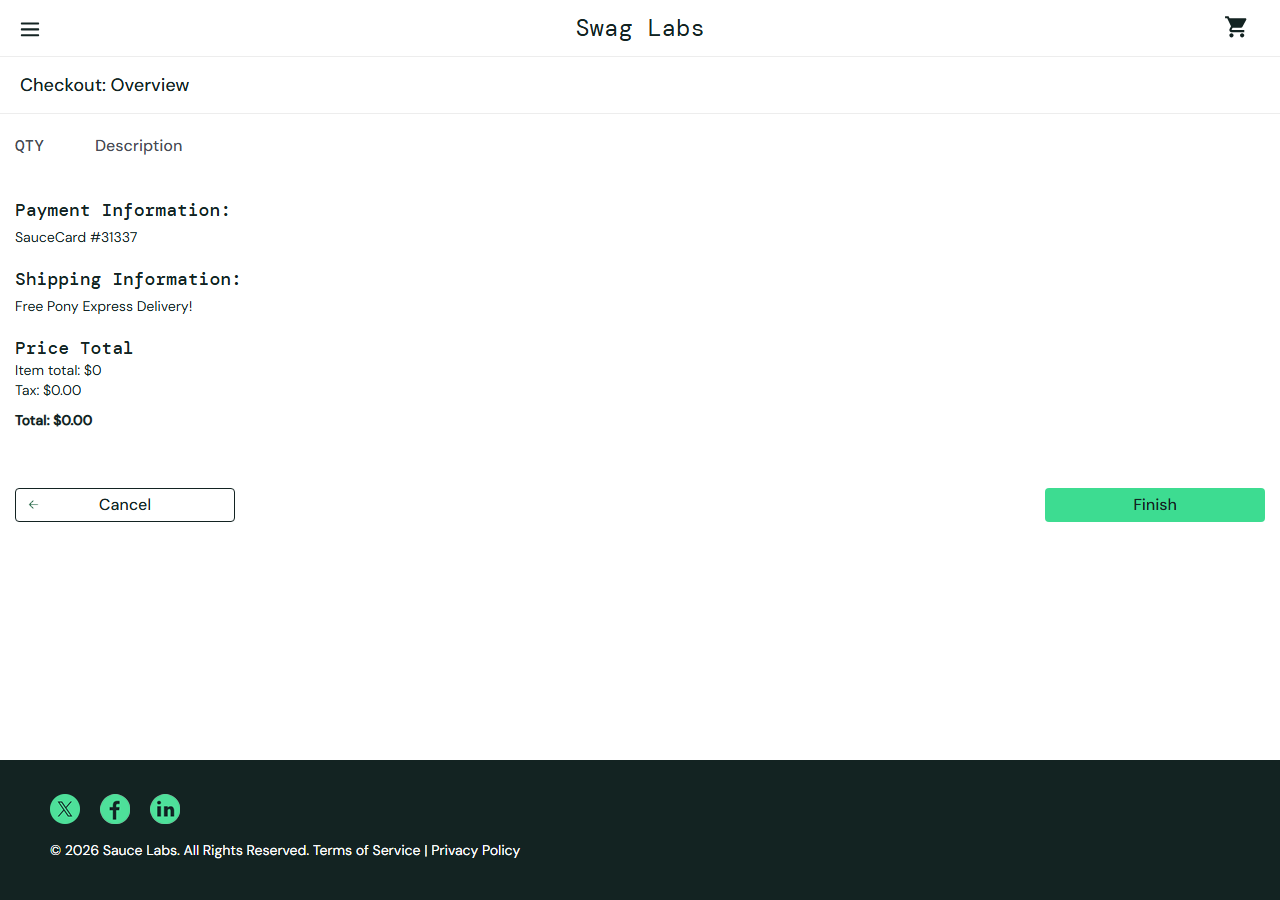 Swag Labs
Checkout: Overview
QTY Description
Payment Information:
SauceCard #31337
Shipping Information:
Free Pony Express Delivery!
Price Total
Item total: $0
Tax: $0.00
Total: $0.00
Cancel Finish
© 2026 Sauce Labs. All Rights Reserved. Terms of Service | Privacy Policy